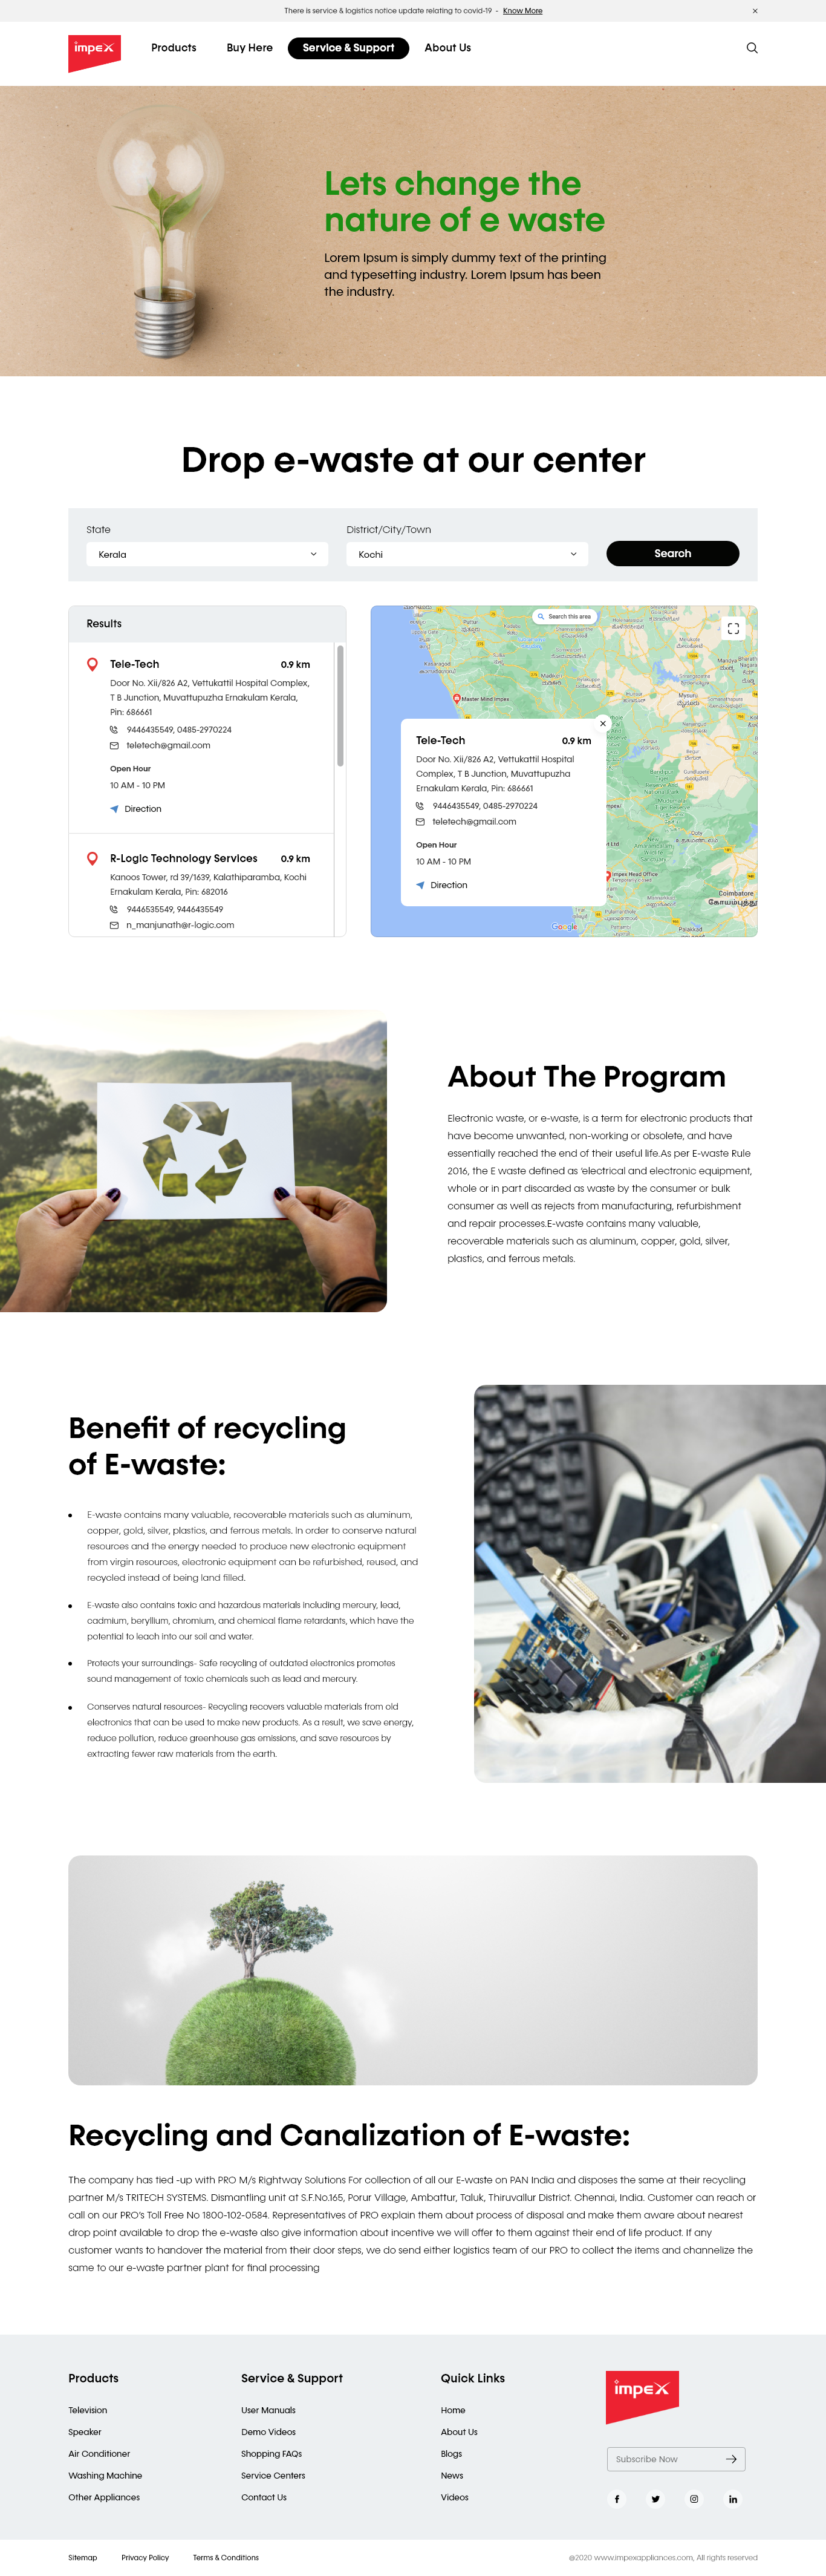 There is service & logistics notice update relating to covid-19 - Know More
impex
Products
Buy Here
Service & Support
About Us
Lets change the
nature of e waste
Lorem Ipsum is simply dummy text of the printing
and typesetting industry. Lorem Ipsum has been
the industry.
Drop e-waste at our center
State
District/City/Town
Kerala
Kochi
Search
Results
Tele-Tech 0.9 km
Door No. Xii/826 A2, Vettukattil Hospital Complex,
T B Junction, Muvattupuzha Ernakulam Kerala,
Pin: 686661
9446435549, 0485-2970224
teletech@gmail.com
Open Hour
10 AM - 10 PM
Direction
R-Logic Technology Services 0.9 km
Kanoos Tower, rd 39/1639, Kalathiparamba, Kochi
Ernakulam Kerala, Pin: 682016
9446535549, 9446435549
n_manjunath@r-logic.com
Search this area
Master Mind Impex
Tele-Tech 0.9 km
Door No. Xii/826 A2, Vettukattil Hospital
Complex, T B Junction, Muvattupuzha
Ernakulam Kerala, Pin: 686661
9446435549, 0485-2970224
teletech@gmail.com
Open Hour
10 AM - 10 PM
Direction
Impex Head Office
Temporarily closed
Coimbatore
கோயம்புத்தூ
Google
About The Program
Electronic waste, or e-waste, is a term for electronic products that
have become unwanted, non-working or obsolete, and have
essentially reached the end of their useful life.As per E-waste Rule
2016, the E waste defined as ‘electrical and electronic equipment,
whole or in part discarded as waste by the consumer or bulk
consumer as well as rejects from manufacturing, refurbishment
and repair processes.E-waste contains many valuable,
recoverable materials such as aluminum, copper, gold, silver,
plastics, and ferrous metals.
Benefit of recycling
of E-waste:
E-waste contains many valuable, recoverable materials such as aluminum,
copper, gold, silver, plastics, and ferrous metals. In order to conserve natural
resources and the energy needed to produce new electronic equipment
from virgin resources, electronic equipment can be refurbished, reused, and
recycled instead of being land filled.
E-waste also contains toxic and hazardous materials including mercury, lead,
cadmium, beryllium, chromium, and chemical flame retardants, which have the
potential to leach into our soil and water.
Protects your surroundings- Safe recycling of outdated electronics promotes
sound management of toxic chemicals such as lead and mercury.
Conserves natural resources- Recycling recovers valuable materials from old
electronics that can be used to make new products. As a result, we save energy,
reduce pollution, reduce greenhouse gas emissions, and save resources by
extracting fewer raw materials from the earth.
Recycling and Canalization of E-waste:
The company has tied -up with PRO M/s Rightway Solutions For collection of all our E-waste on PAN India and disposes the same at their recycling
partner M/s TRITECH SYSTEMS. Dismantling unit at S.F.No.165, Porur Village, Ambattur, Taluk, Thiruvallur District. Chennai, India. Customer can reach or
call on our PRO's Toll Free No 1800-102-0584. Representatives of PRO explain them about process of disposal and make them aware about nearest
drop point available to drop the e-waste also give information about incentive we will offer to them against their end of life product. If any
customer wants to handover the material from their door steps, we do send either logistics team of our PRO to collect the items and channelize the
same to our e-waste partner plant for final processing
Products
Television
Speaker
Air Conditioner
Washing Machine
Other Appliances
Service & Support
User Manuals
Demo Videos
Shopping FAQs
Service Centers
Contact Us
Quick Links
Home
About Us
Blogs
News
Videos
impex
Subscribe Now
Sitemap
Privacy Policy
Terms & Conditions
@2020 www.impexappliances.com, All rights reserved